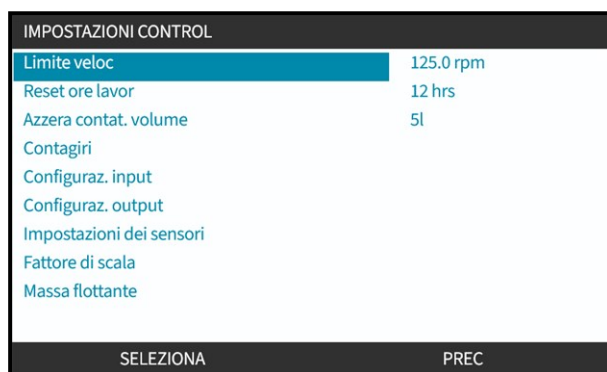 IMPOSTAZIONI CONTROL
Limite veloc 125.0 rpm
Reset ore lavor 12 hrs
Azzera contat. volume 5l
Contagiri
Configuraz. input
Configuraz. output
Impostazioni dei sensori
Fattore di scala
Massa flottante
SELEZIONA PREC